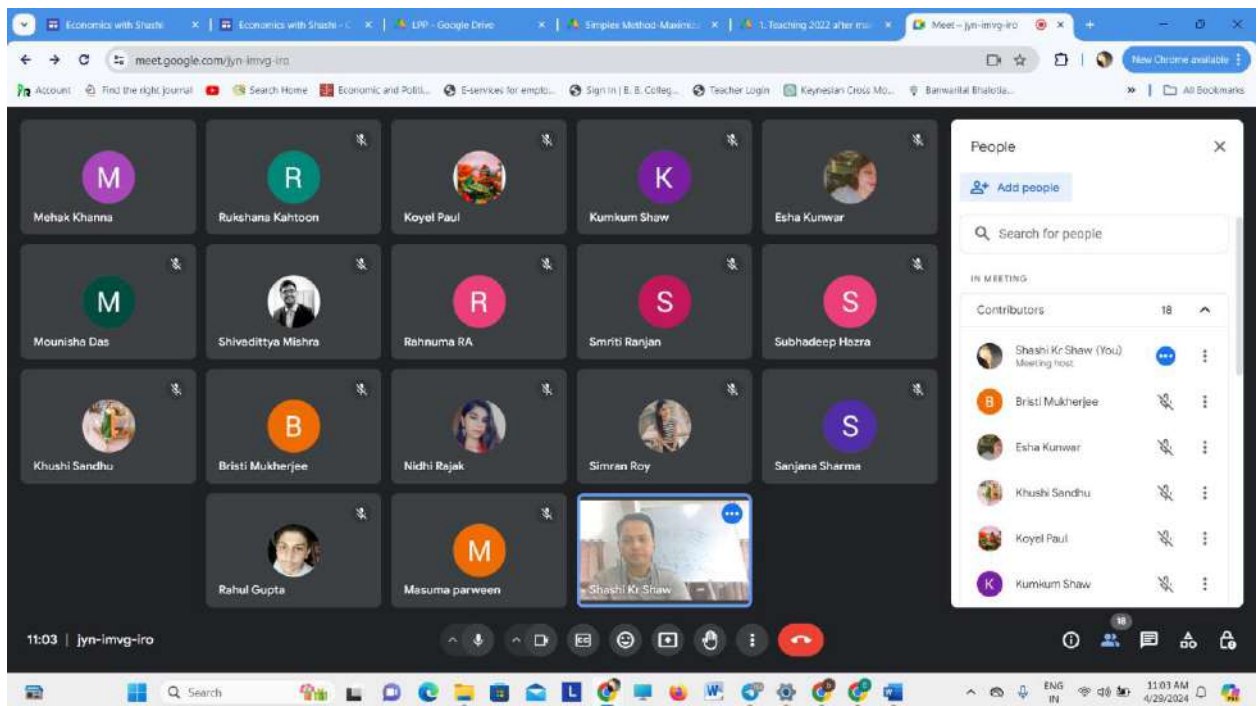 Economics with Shashi
Economics with Shashi - C
LPP - Google Drive
Simplex Method-Maximiz
1. Teaching 2022 after mar
Meet – jyn-imvg-iro
meet.google.com/jyn-imvg-iro
New Chrome available
Account
Find the right journal
Search Home
Economic and Politi...
E-services for emplo...
Sign In | B. B. Colleg...
Teacher Login
Keynesian Cross Mo...
Banwarilal Bhalotia...
All Bookmarks
M
Mehak Khanna
R
Rukshana Kahtoon
Koyel Paul
K
Kumkum Shaw
Esha Kunwar
M
Mounisha Das
Shivadittya Mishra
R
Rahnuma RA
S
Smriti Ranjan
S
Subhadeep Hazra
Khushi Sandhu
B
Bristi Mukherjee
Nidhi Rajak
Simran Roy
S
Sanjana Sharma
Rahul Gupta
M
Masuma parween
Shashi Kr Shaw
People
Add people
Search for people
IN MEETING
Contributors 18
Shashi Kr Shaw (You)
Meeting host
B Bristi Mukherjee
Esha Kunwar
Khushi Sandhu
Koyel Paul
K Kumkum Shaw
11:03 | jyn-imvg-iro
CC
18
Search
L
ENG
IN
11:03 AM
4/29/2024